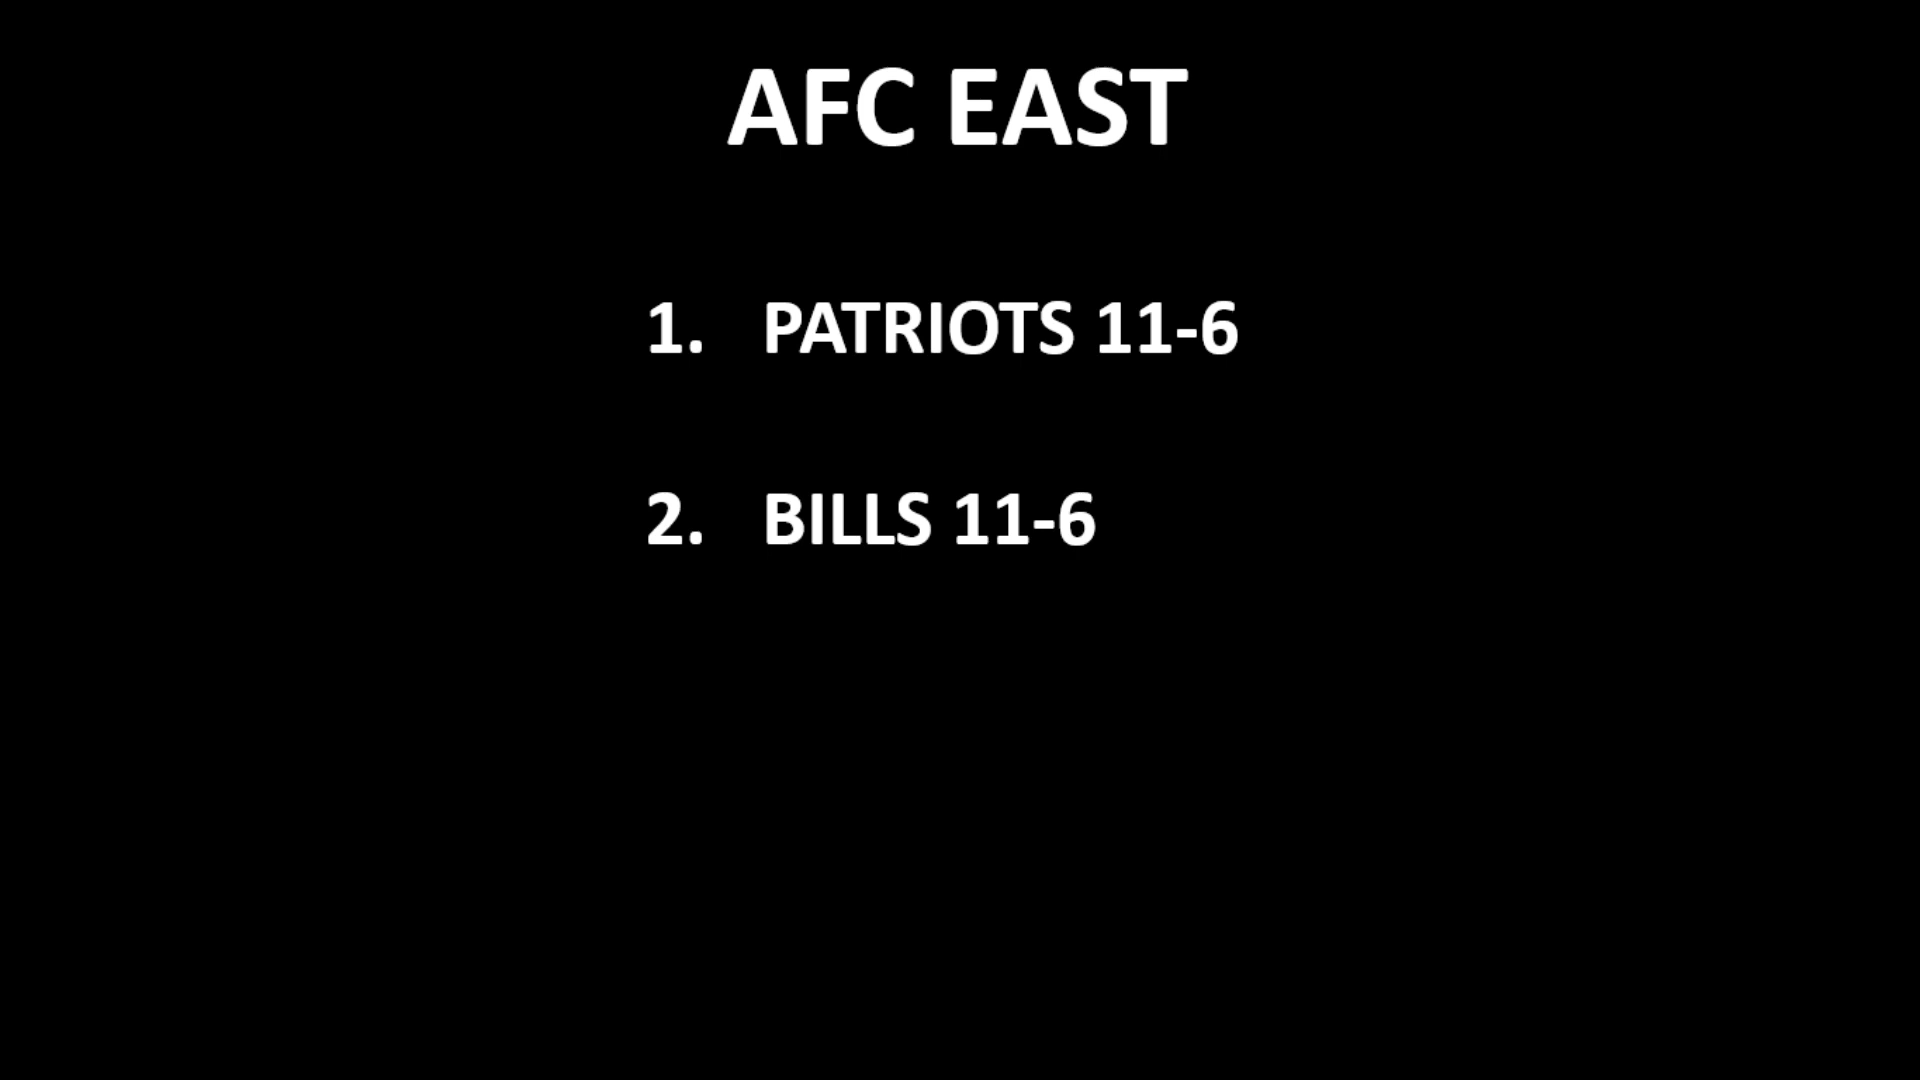 AFC EAST
1. PATRIOTS 11-6
2. BILLS 11-6